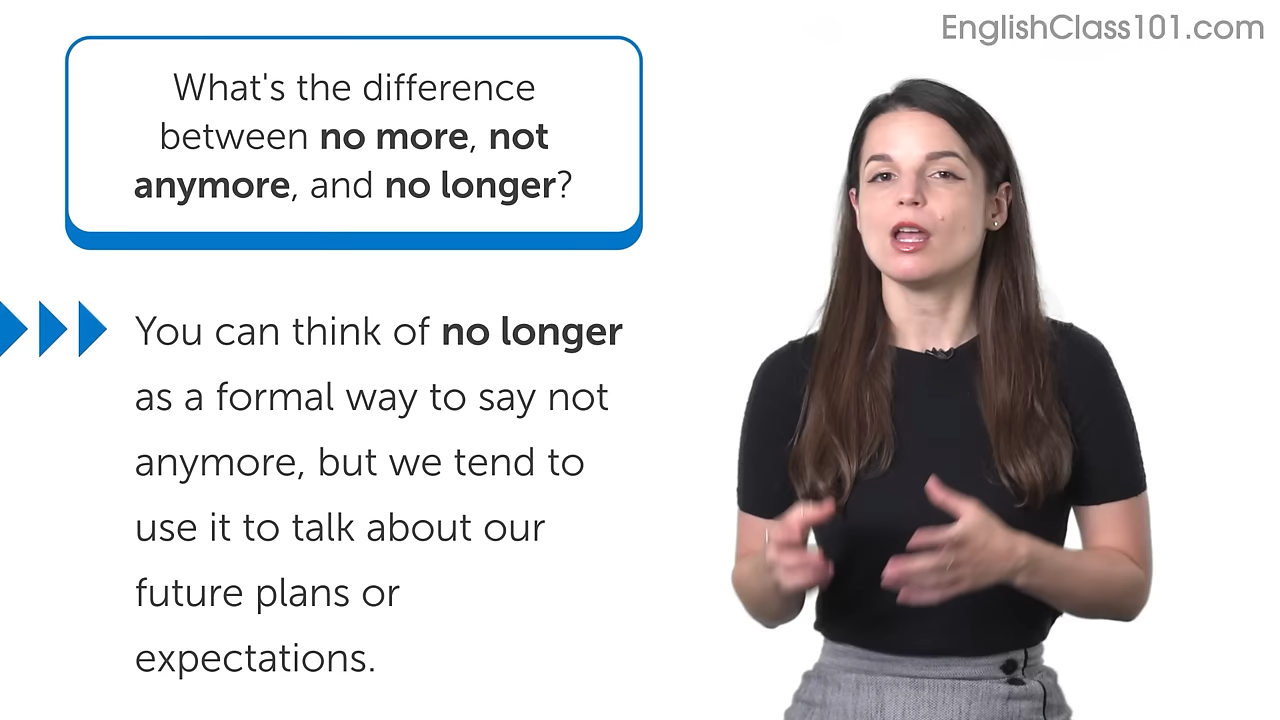 EnglishClass101.com
What's the difference
between no more, not
anymore, and no longer?
You can think of no longer
as a formal way to say not
anymore, but we tend to
use it to talk about our
future plans or
expectations.